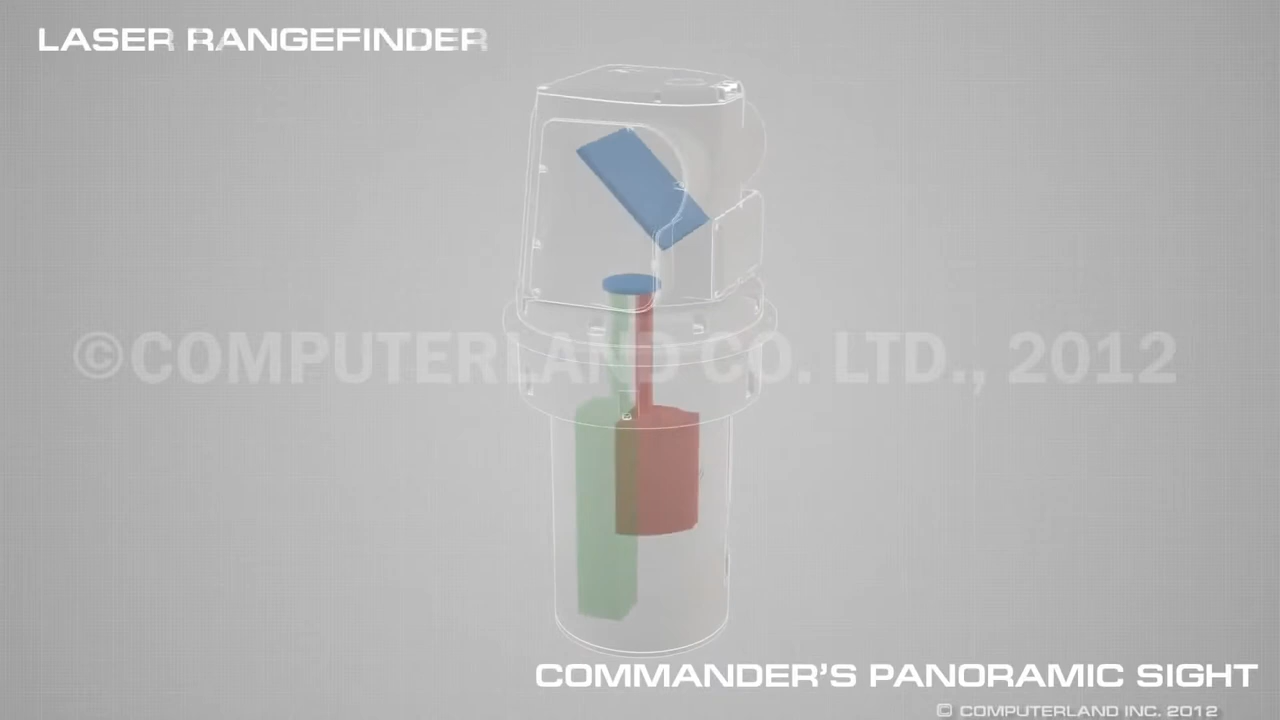 LASER RANGEFINDER
©COMPUTERLAND CO. LTD., 2012
COMMANDER'S PANORAMIC SIGHT
© COMPUTERLAND INC. 2012